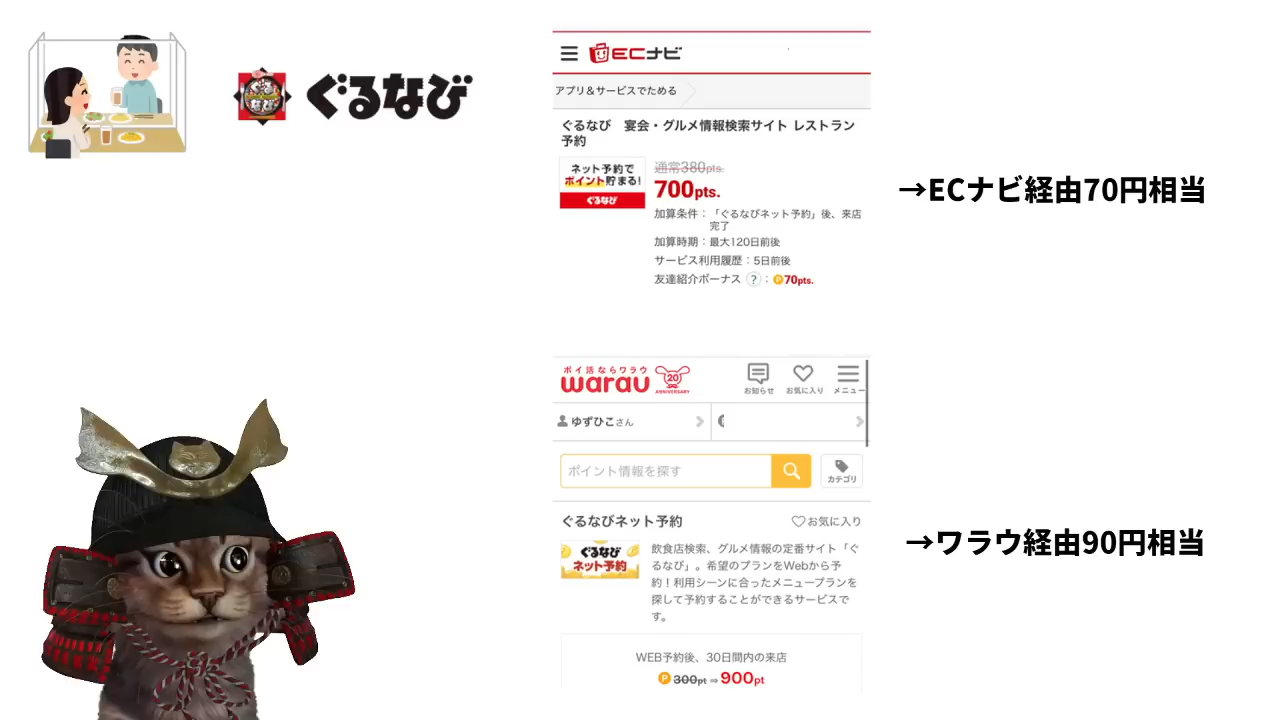 ぐるなび
ECナビ
アプリ&サービスでためる
ぐるなび 宴会・グルメ情報検索サイト レストラン
予約
ネット予約で
ポイント貯まる!
ぐるなび
通常380pts.
700pts.
加算条件:「ぐるなびネット予約」後、来店
完了
加算時期:最大120日前後
サービス利用履歴:5日前後
友達紹介ボーナス ? : P 70pts.
→ECナビ経由70円相当
ポイ活ならワラウ
warau
20
ANNIVERSARY
お知らせ
お気に入り
メニュー
ゆずひこさん
ポイント情報を探す
カテゴリ
ぐるなびネット予約
お気に入り
ぐるなび
ネット予約
飲食店検索、グルメ情報の定番サイト「ぐ
るなび」。希望のプランをWebから予
約!利用シーンに合ったメニュープランを
探して予約することができるサービスで
す。
WEB予約後、30日間内の来店
P 300pt ⇒ 900pt
→ワラウ経由90円相当